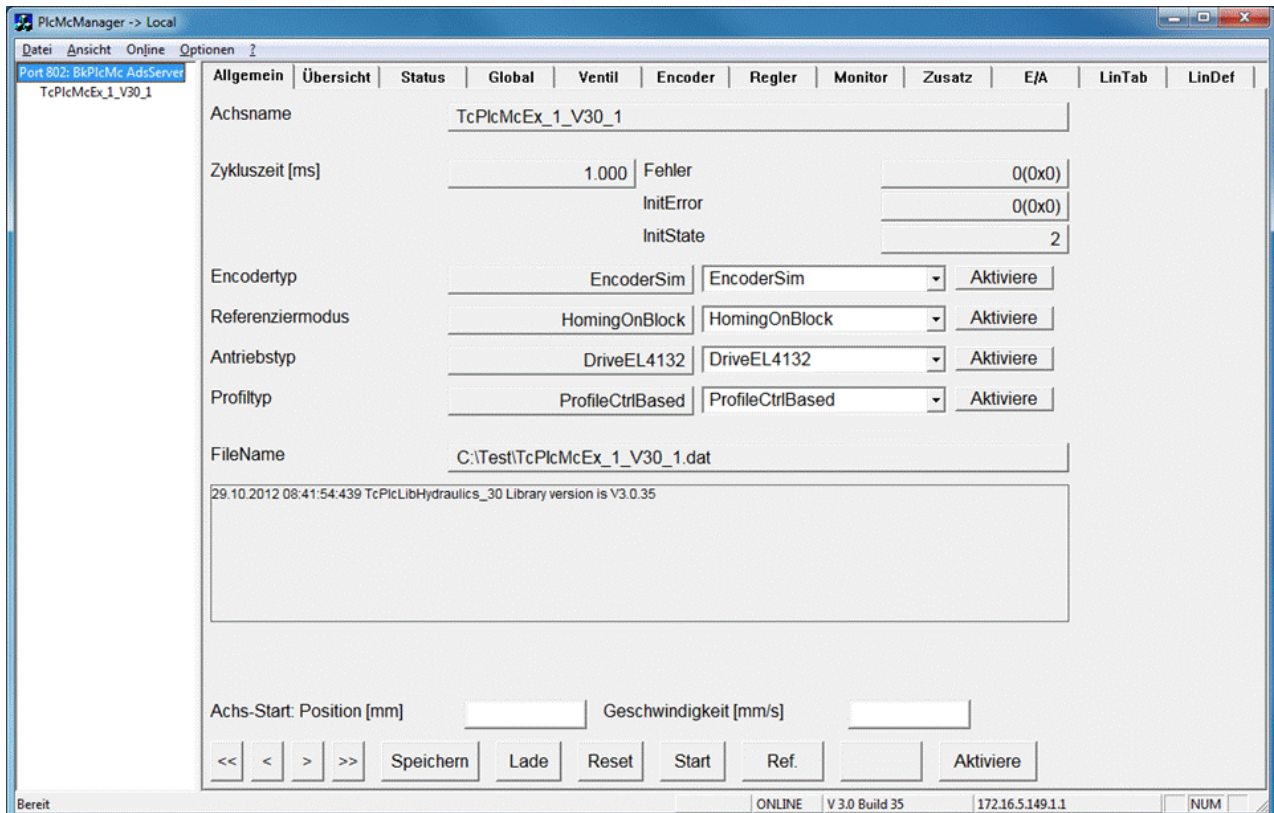 PlcMcManager -> Local
Datei Ansicht Online Optionen ?
Port 802: BkPlcMc AdsServer
TcPlcMcEx_1_V30_1
Allgemein Übersicht Status Global Ventil Encoder Regler Monitor Zusatz E/A LinTab LinDef
Achsname TcPlcMcEx_1_V30_1
Zykluszeit [ms] 1.000 Fehler 0(0x0)
InitError 0(0x0)
InitState 2
Encodertyp EncoderSim EncoderSim Aktiviere
Referenziermodus HomingOnBlock HomingOnBlock Aktiviere
Antriebstyp DriveEL4132 DriveEL4132 Aktiviere
Profiltyp ProfileCtrlBased ProfileCtrlBased Aktiviere
FileName C:\Test\TcPlcMcEx_1_V30_1.dat
29.10.2012 08:41:54:439 TcPlcLibHydraulics_30 Library version is V3.0.35
Achs-Start: Position [mm] Geschwindigkeit [mm/s]
<< < > >> Speichern Lade Reset Start Ref. Aktiviere
Bereit ONLINE V 3.0 Build 35 172.16.5.149.1.1 NUM